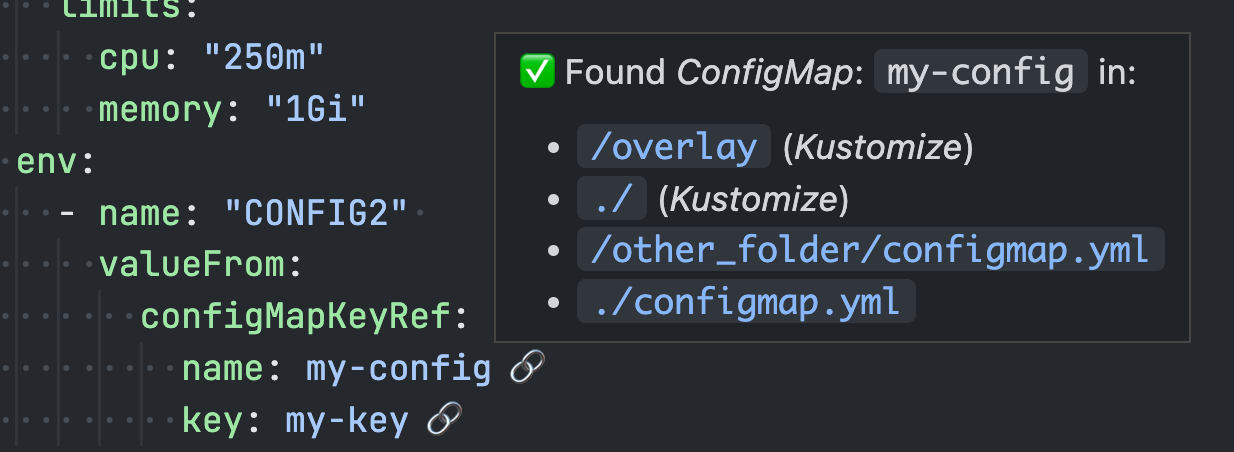 limits:
cpu: "250m"
memory: "1Gi"
env:
- name: "CONFIG2"
valueFrom:
configMapKeyRef:
name: my-config 🔗
key: my-key 🔗
✅ Found ConfigMap: my-config in:
• /overlay (Kustomize)
• ./ (Kustomize)
• /other_folder/configmap.yml
• ./configmap.yml